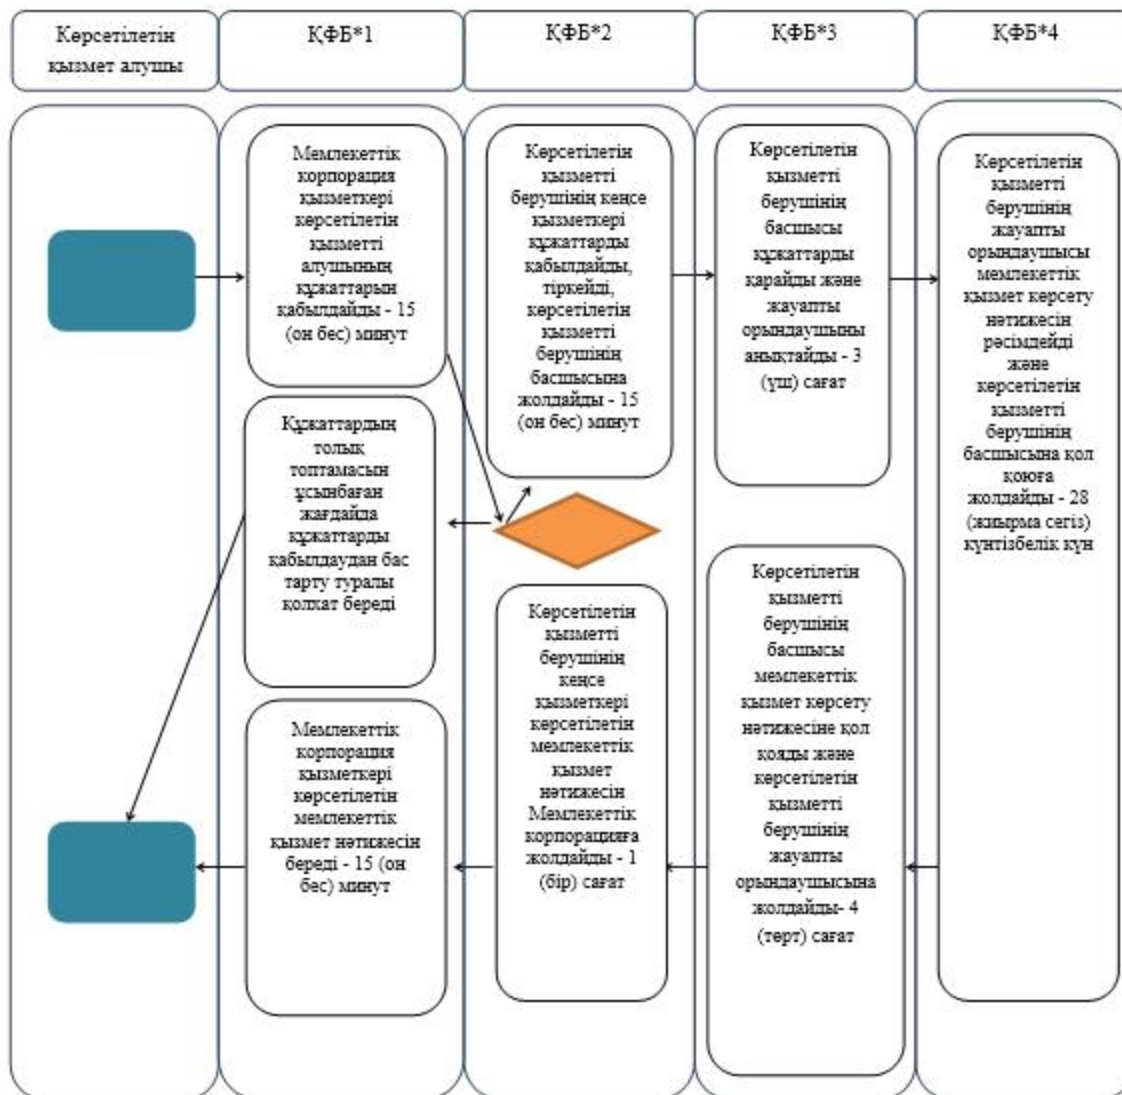 Көрсетілетін
қызмет алушы
ҚФБ*1
ҚФБ*2
ҚФБ*3
ҚФБ*4
Мемлекеттік
корпорация
қызметкері
көрсетілетін
қызметті
алушының
құжаттарын
қабылдайды - 15
(он бес) минут
Көрсетілетін
қызметті
берушінің кеңсе
қызметкері
құжаттарды
қабылдайды,
тіркейді,
көрсетілетін
қызметті
берушінің
басшысына
жолдайды - 15
(он бес) минут
Көрсетілетін
қызметті
берушінің
басшысы
құжаттарды
қарайды және
жауапты
орындаушыны
анықтайды - 3
(үш) сағат
Көрсетілетін
қызметті
берушінің
жауапты
орындаушысы
мемлекеттік
қызмет көрсету
нәтижесін
рәсімдейді
және
көрсетілетін
қызметті
берушінің
басшысына қол
қоюға
жолдайды - 28
(жиырма сегіз)
күнтізбелік күн
Құжаттардың
толық
топтамасын
ұсынбаған
жағдайда
құжаттарды
қабылдаудан бас
тарту туралы
қолхат береді
Көрсетілетін
қызметті
берушінің
кеңсе
қызметкері
көрсетілетін
мемлекеттік
қызмет
нәтижесін
Мемлекеттік
корпорацияға
жолдайды - 1
(бір) сағат
Көрсетілетін
қызметті
берушінің
басшысы
мемлекеттік
қызмет көрсету
нәтижесіне қол
қояды және
көрсетілетін
қызметті
берушінің
жауапты
орындаушысына
жолдайды- 4
(төрт) сағат
Мемлекеттік
корпорация
қызметкері
көрсетілетін
мемлекеттік
қызмет нәтижесін
береді - 15 (он
бес) минут